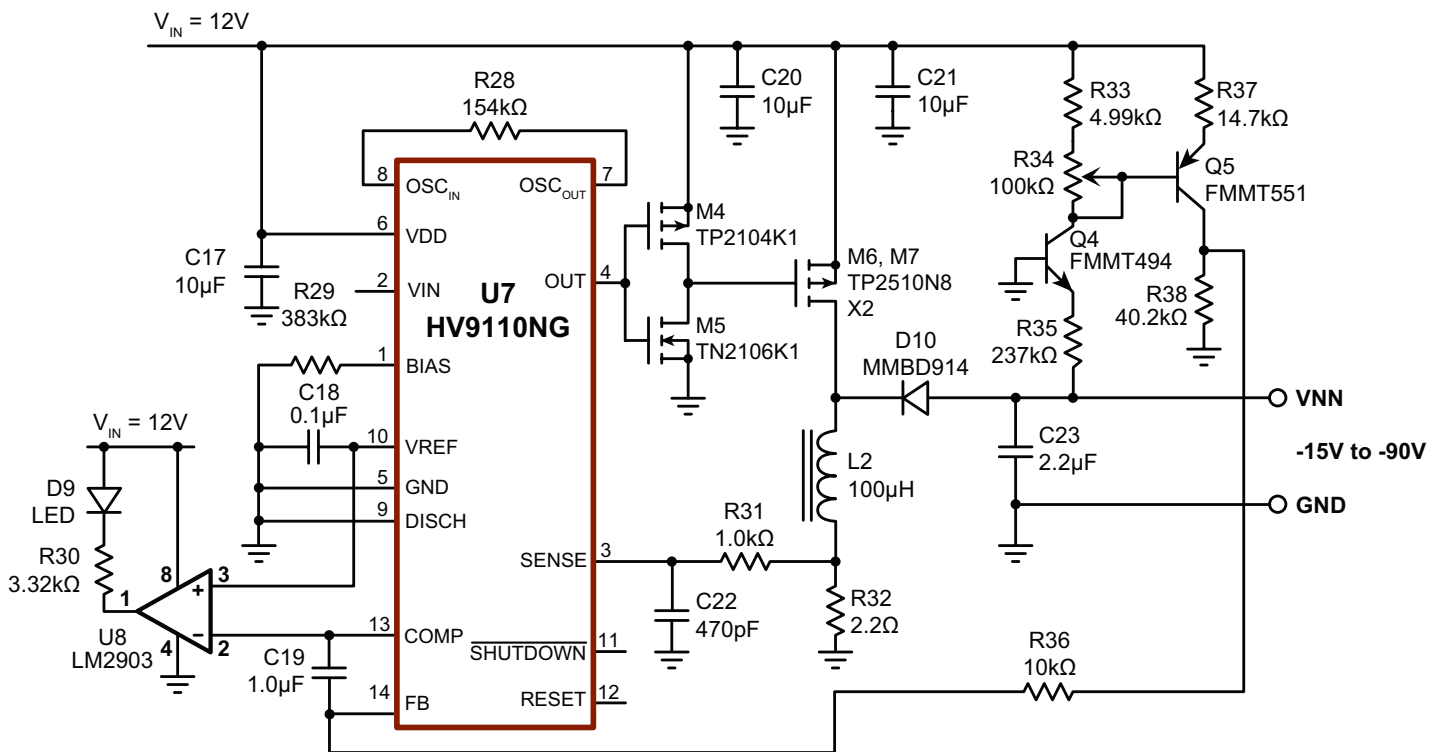 V_IN = 12V
R28
154kΩ
C20
10µF
C21
10µF
R33
4.99kΩ
R37
14.7kΩ
8
OSC_IN
7
OSC_OUT
R34
100kΩ
Q5
FMMT551
6
VDD
M4
TP2104K1
Q4
FMMT494
C17
10µF
2
VIN
4
OUT
U7
HV9110NG
M6, M7
TP2510N8
X2
R29
383kΩ
M5
TN2106K1
R38
40.2kΩ
R35
237kΩ
D10
MMBD914
1
BIAS
C18
0.1µF
VNN
V_IN = 12V
10
VREF
C23
2.2µF
-15V to -90V
L2
100µH
5
GND
D9
LED
GND
9
DISCH
R31
1.0kΩ
R30
3.32kΩ
3
SENSE
8
3
+
1
R32
2.2Ω
C22
470pF
U8
LM2903
4
–
2
13
COMP
11
SHUTDOWN
R36
10kΩ
C19
1.0µF
14
FB
12
RESET